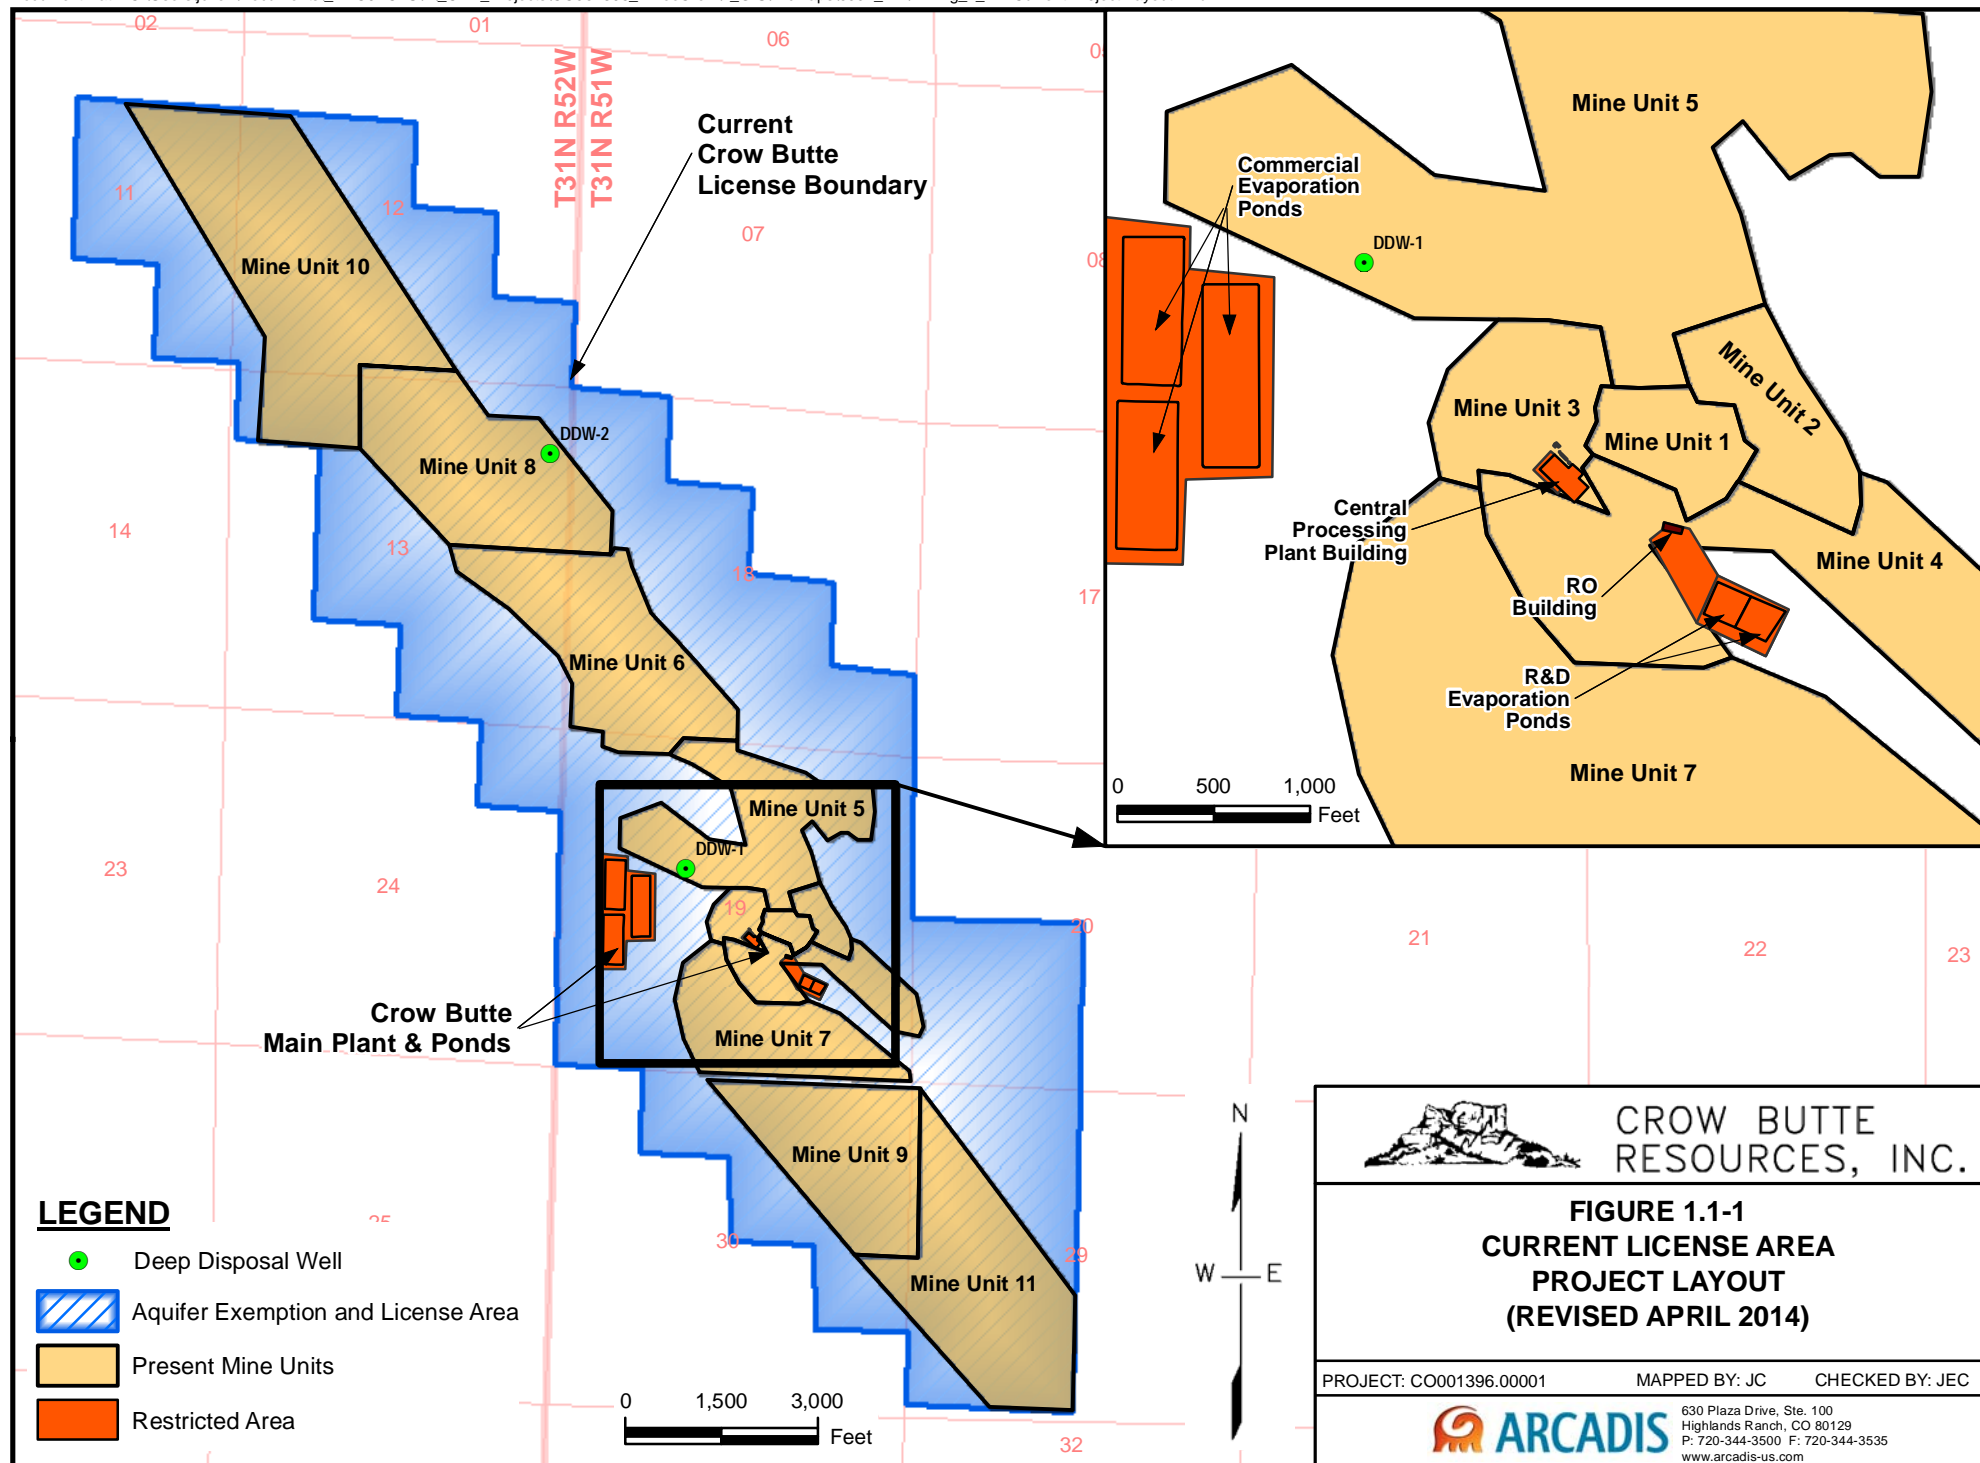 02
01
06
T31N R52W
T31N R51W
Current
Crow Butte
License Boundary
11
12
07
08
Mine Unit 10
DDW-2
Mine Unit 8
14
13
18
17
Mine Unit 6
Mine Unit 5
DDW-1
23
24
19
20
21
22
23
Crow Butte
Main Plant & Ponds
Mine Unit 7
Mine Unit 9
30
29
Mine Unit 11
32
Mine Unit 5
Commercial
Evaporation
Ponds
DDW-1
Mine Unit 2
Mine Unit 3
Mine Unit 1
Central
Processing
Plant Building
Mine Unit 4
RO
Building
R&D
Evaporation
Ponds
Mine Unit 7
0 500 1,000
Feet
LEGEND
Deep Disposal Well
Aquifer Exemption and License Area
Present Mine Units
Restricted Area
0 1,500 3,000
Feet
N
W E
CROW BUTTE
RESOURCES, INC.
FIGURE 1.1-1
CURRENT LICENSE AREA
PROJECT LAYOUT
(REVISED APRIL 2014)
PROJECT: CO001396.00001 MAPPED BY: JC CHECKED BY: JEC
ARCADIS
630 Plaza Drive, Ste. 100
Highlands Ranch, CO 80129
P: 720-344-3500 F: 720-344-3535
www.arcadis-us.com